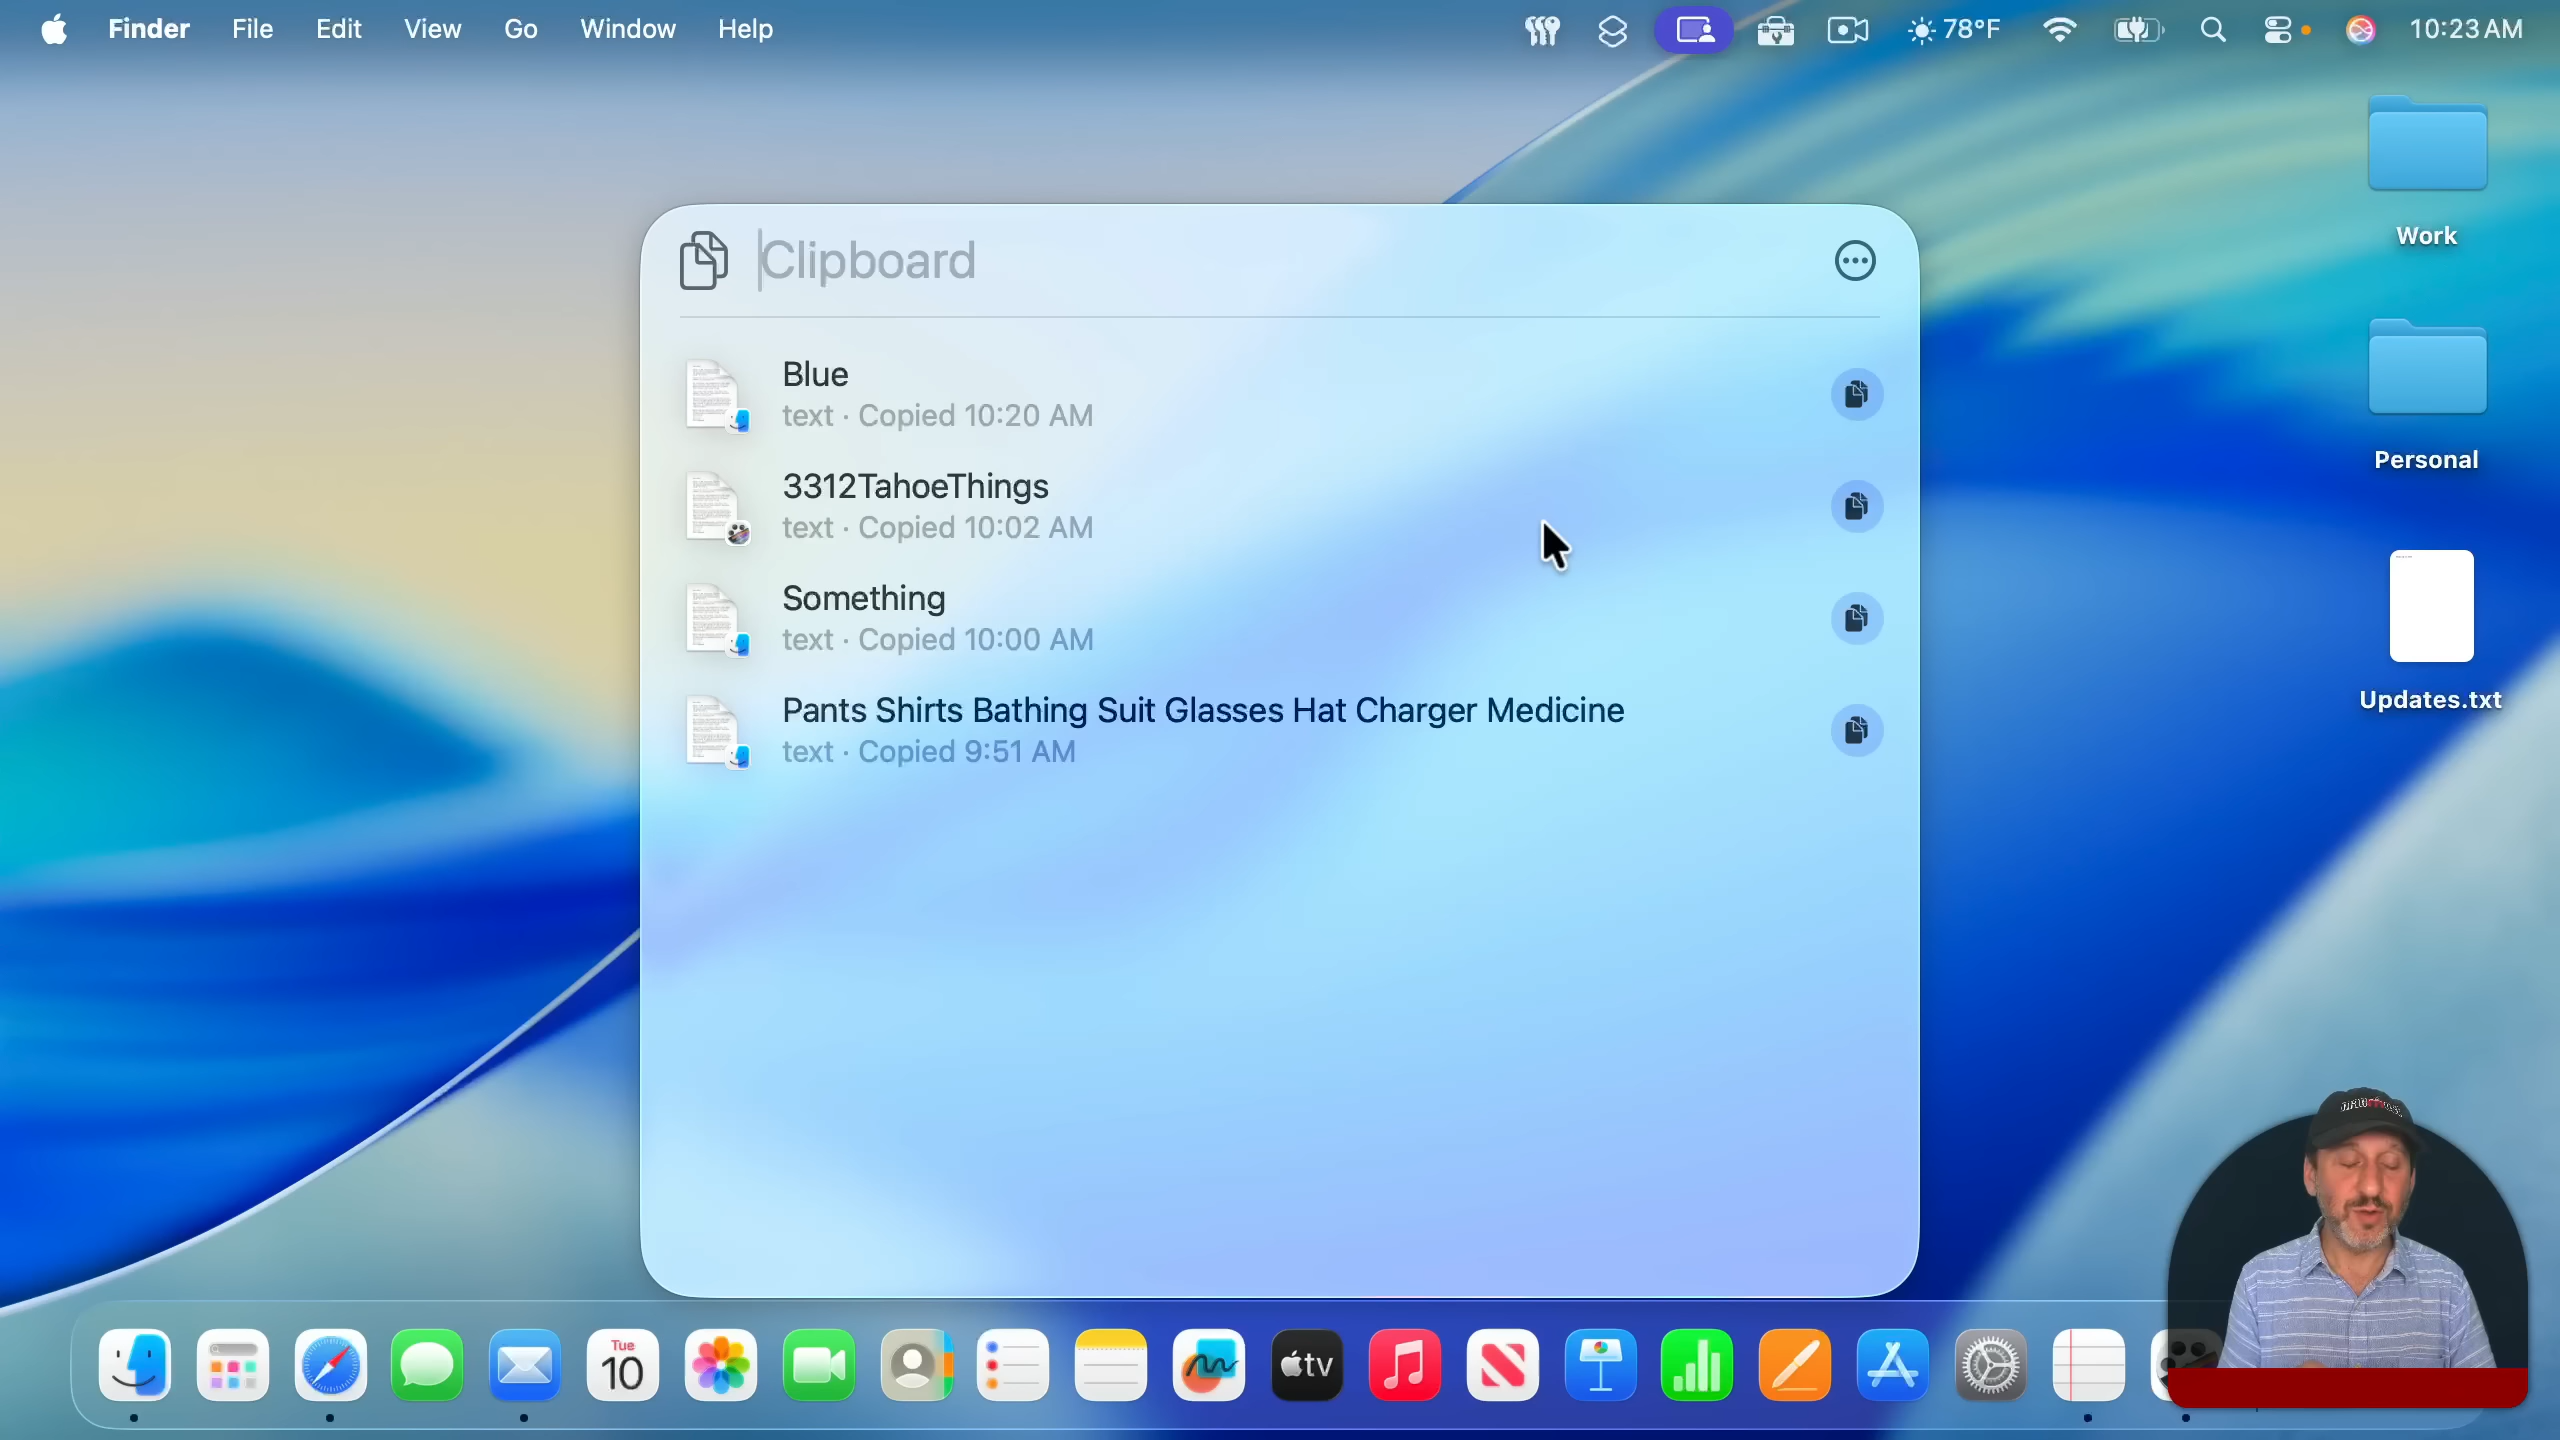 Finder File Edit View Go Window Help 78°F 10:23 AM
Clipboard
Blue
text · Copied 10:20 AM
3312TahoeThings
text · Copied 10:02 AM
Something
text · Copied 10:00 AM
Pants Shirts Bathing Suit Glasses Hat Charger Medicine
text · Copied 9:51 AM
Work
Personal
Updates.txt
Tue
10
tv